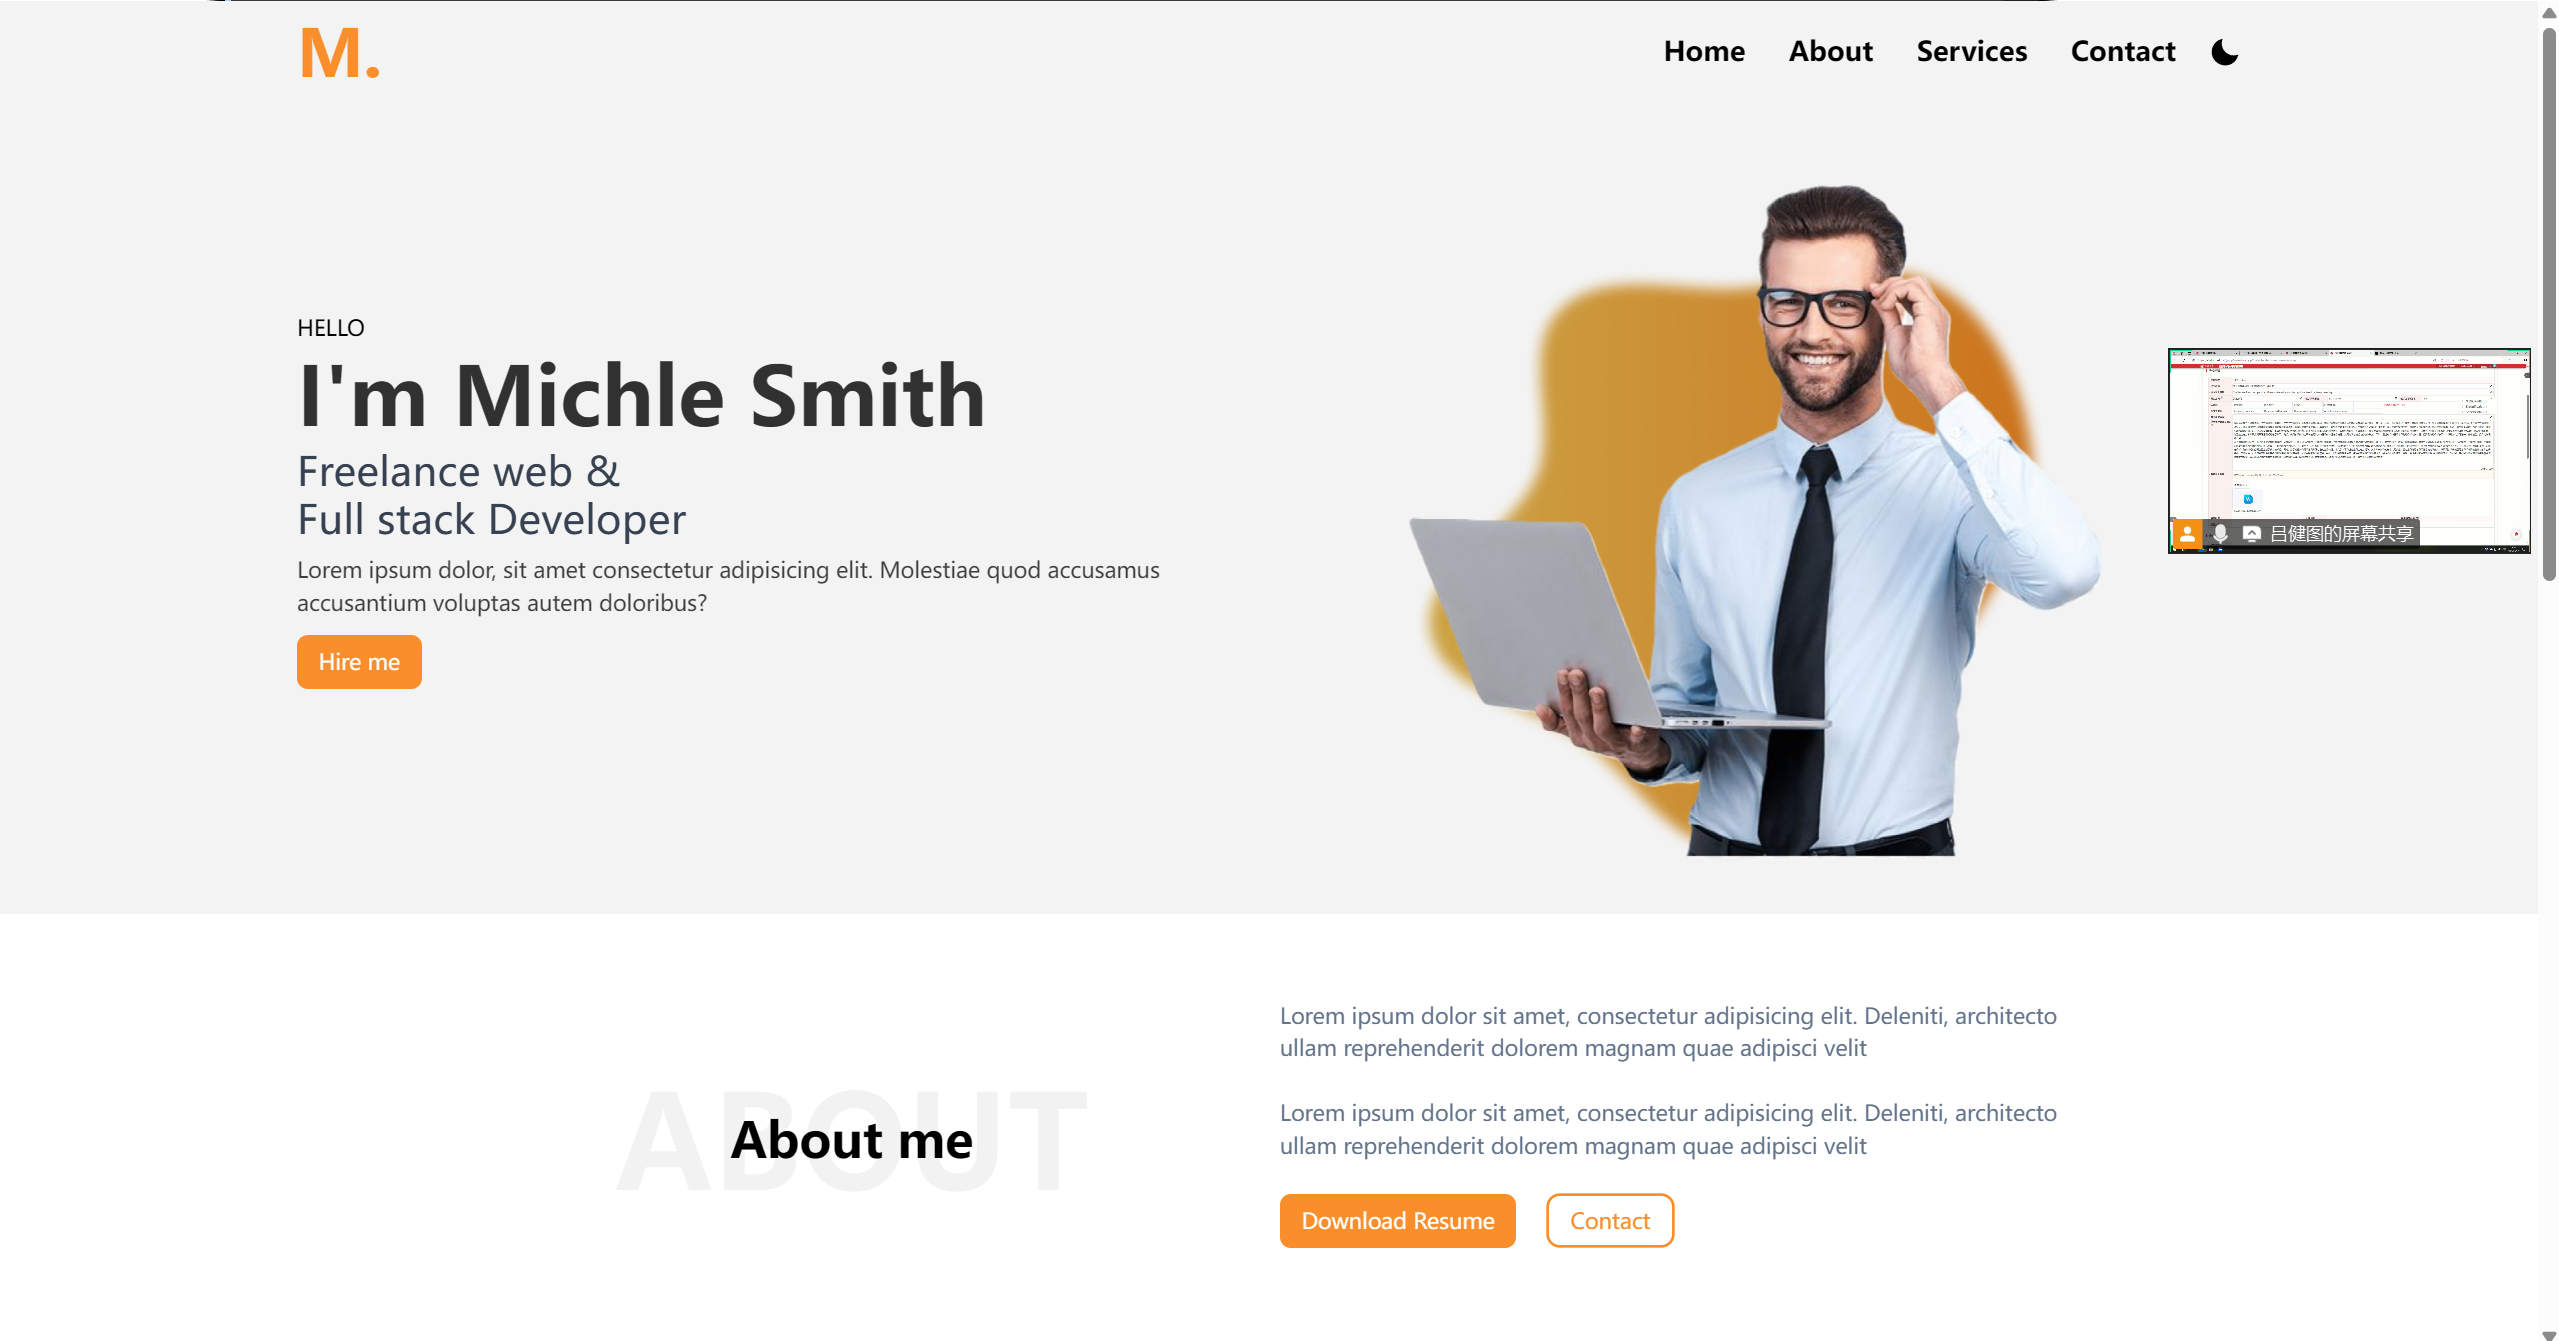 M.
Home
About
Services
Contact
HELLO
I'm Michle Smith
Freelance web &
Full stack Developer
Lorem ipsum dolor, sit amet consectetur adipisicing elit. Molestiae quod accusamus
accusantium voluptas autem doloribus?
Hire me
吕健图的屏幕共享
ABOUT
About me
Lorem ipsum dolor sit amet, consectetur adipisicing elit. Deleniti, architecto
ullam reprehenderit dolorem magnam quae adipisci velit
Lorem ipsum dolor sit amet, consectetur adipisicing elit. Deleniti, architecto
ullam reprehenderit dolorem magnam quae adipisci velit
Download Resume
Contact